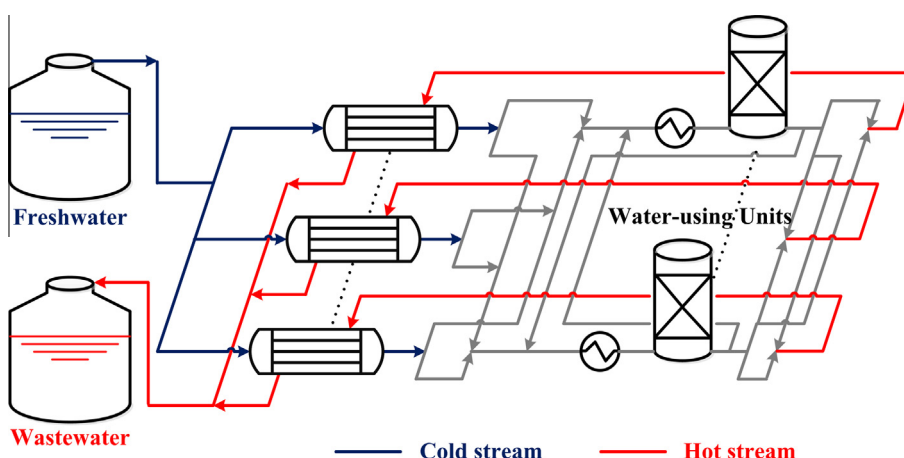 Freshwater
Water-using Units
Wastewater
Cold stream
Hot stream